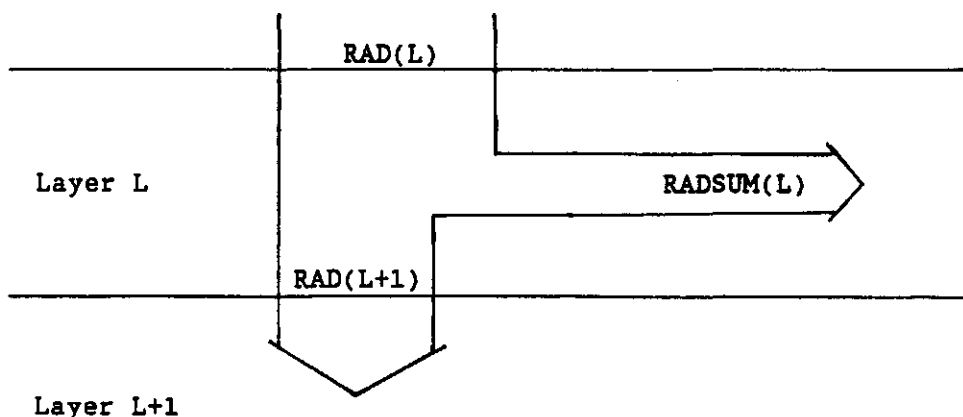 RAD(L)
Layer L
RADSUM(L)
RAD(L+1)
Layer L+1